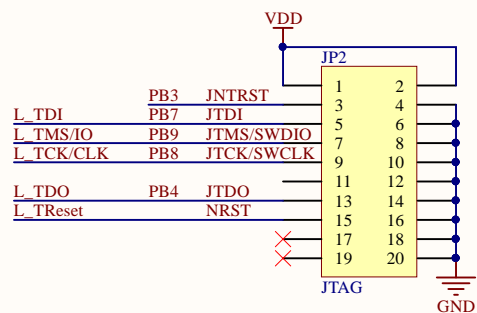 VDD
JP2
1 2
PB3 JNTRST 3 4
L_TDI PB7 JTDI 5 6
L_TMS/IO PB9 JTMS/SWDIO 7 8
L_TCK/CLK PB8 JTCK/SWCLK 9 10
11 12
L_TDO PB4 JTDO 13 14
L_TReset NRST 15 16
17 18
19 20
JTAG
GND